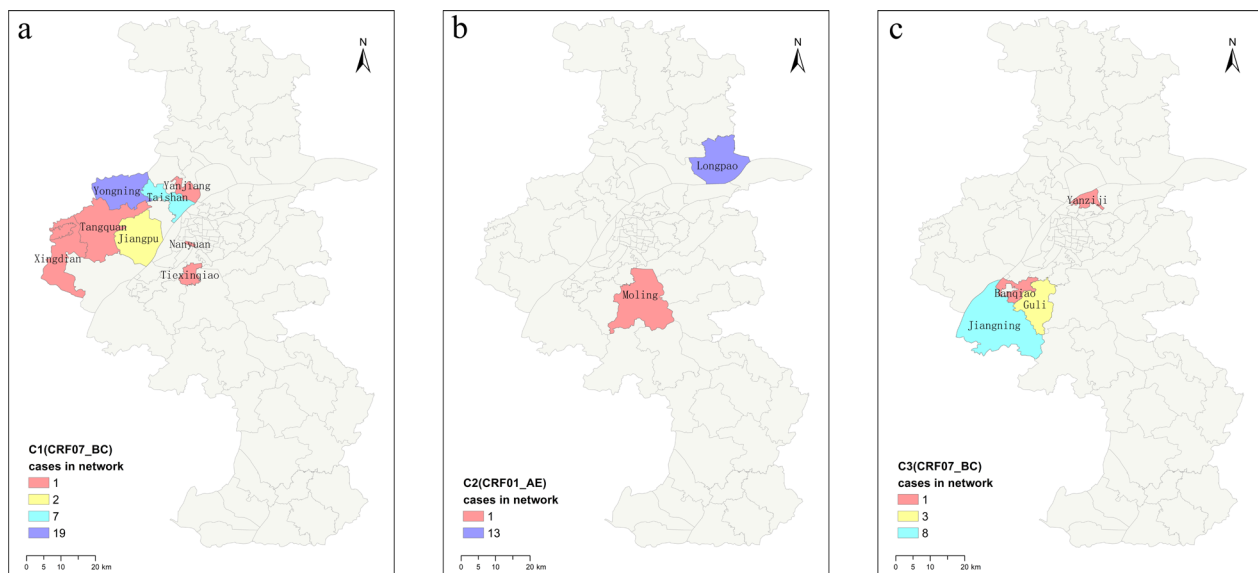 a
N
Yongning
Yanjiang
Taishan
Tangquan
Jiangpu
Nanyuan
Xingdian
Tiexinqiao
C1(CRF07_BC)
cases in network
1
2
7
19
0 5 10 20 km
b
N
Longpao
Moling
C2(CRF01_AE)
cases in network
1
13
0 5 10 20 km
c
N
Yanziji
Banqiao
Guli
Jiangning
C3(CRF07_BC)
cases in network
1
3
8
0 5 10 20 km